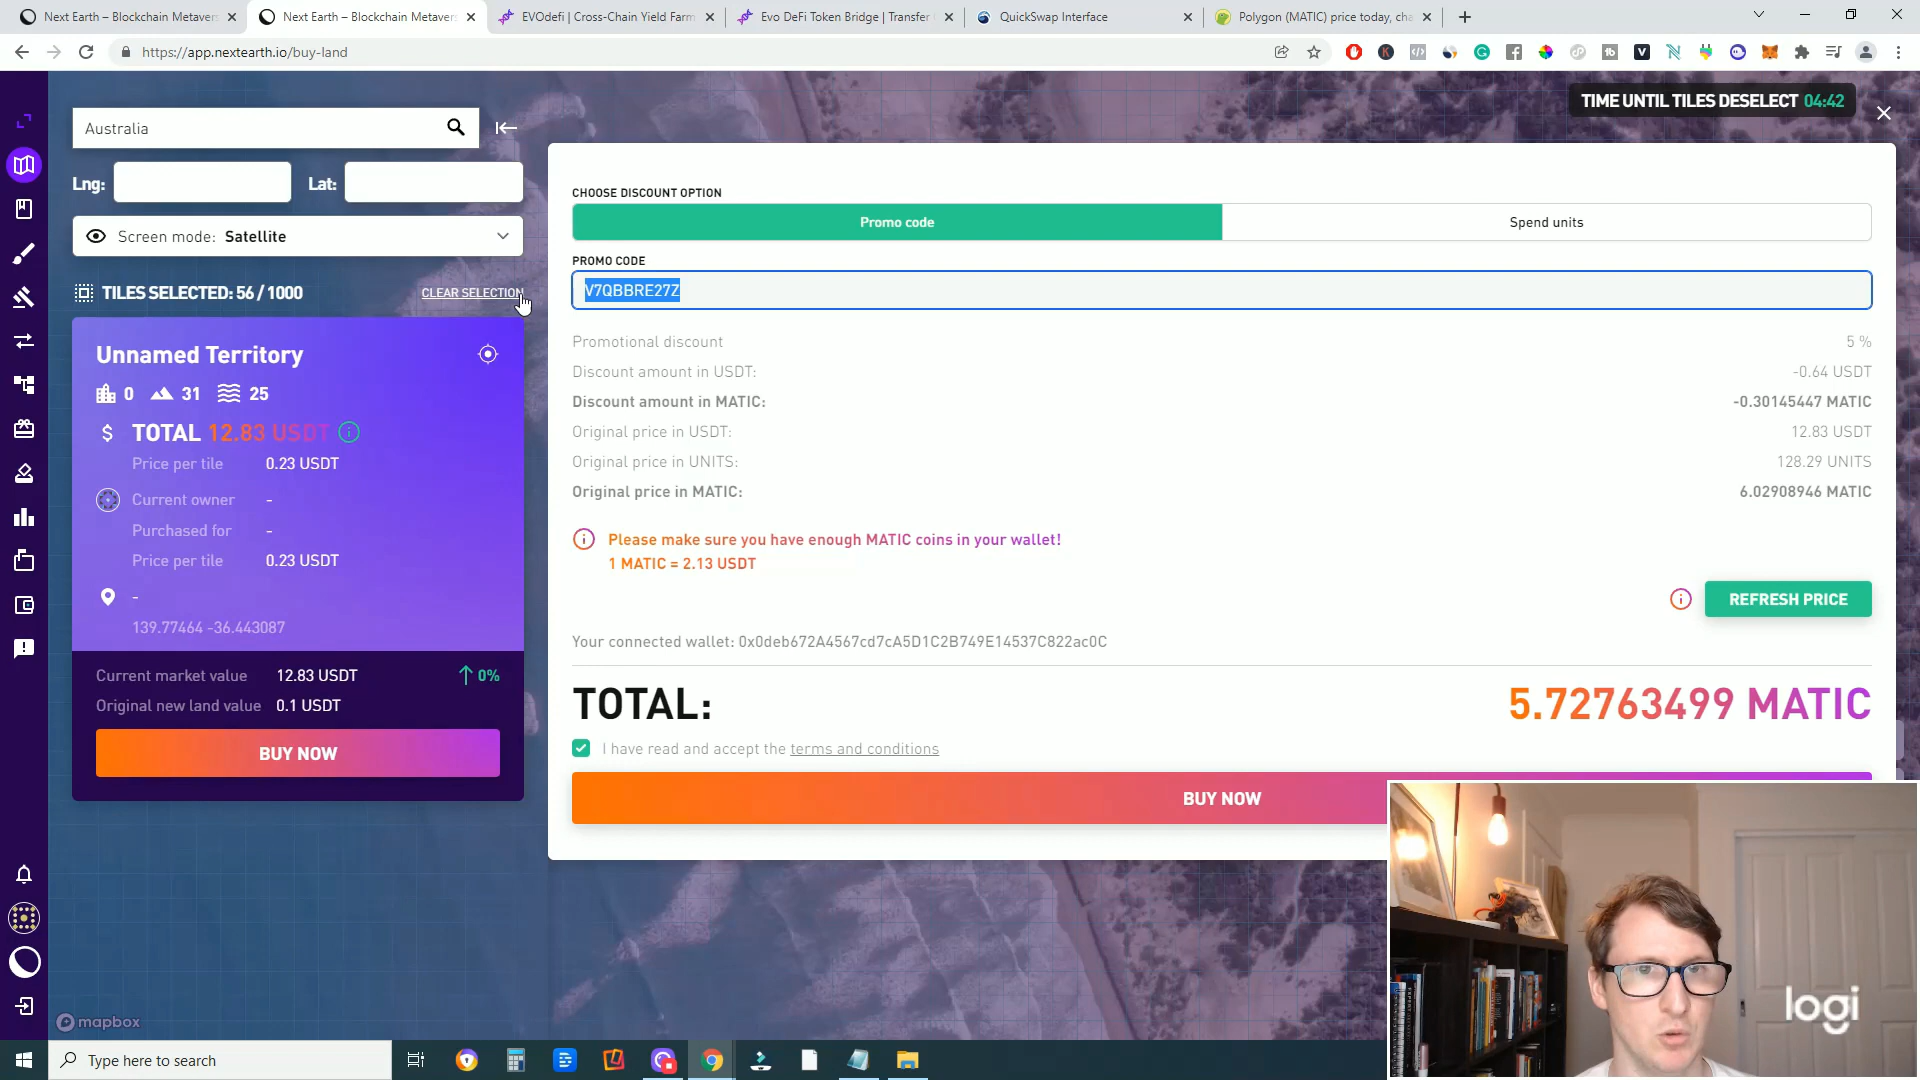 Next Earth – Blockchain Metavers
Next Earth – Blockchain Metavers
EVOdefi | Cross-Chain Yield Farm
Evo DeFi Token Bridge | Transfer
QuickSwap Interface
Polygon (MATIC) price today, cha
https://app.nextearth.io/buy-land
TIME UNTIL TILES DESELECT 04:42
Australia
Lng:
Lat:
Screen mode: Satellite
TILES SELECTED: 56 / 1000
CLEAR SELECTION
Unnamed Territory
0 31 25
$ TOTAL 12.83 USDT
Price per tile 0.23 USDT
Current owner -
Purchased for -
Price per tile 0.23 USDT
-
139.77464 -36.443087
Current market value 12.83 USDT 0%
Original new land value 0.1 USDT
BUY NOW
CHOOSE DISCOUNT OPTION
Promo code
Spend units
PROMO CODE
V7QBBRE27Z
Promotional discount 5 %
Discount amount in USDT: -0.64 USDT
Discount amount in MATIC: -0.30145447 MATIC
Original price in USDT: 12.83 USDT
Original price in UNITS: 128.29 UNITS
Original price in MATIC: 6.02908946 MATIC
Please make sure you have enough MATIC coins in your wallet!
1 MATIC = 2.13 USDT
REFRESH PRICE
Your connected wallet: 0x0deb672A4567cd7cA5D1C2B749E14537C822ac0C
TOTAL: 5.72763499 MATIC
I have read and accept the terms and conditions
BUY NOW
mapbox
logi
Type here to search